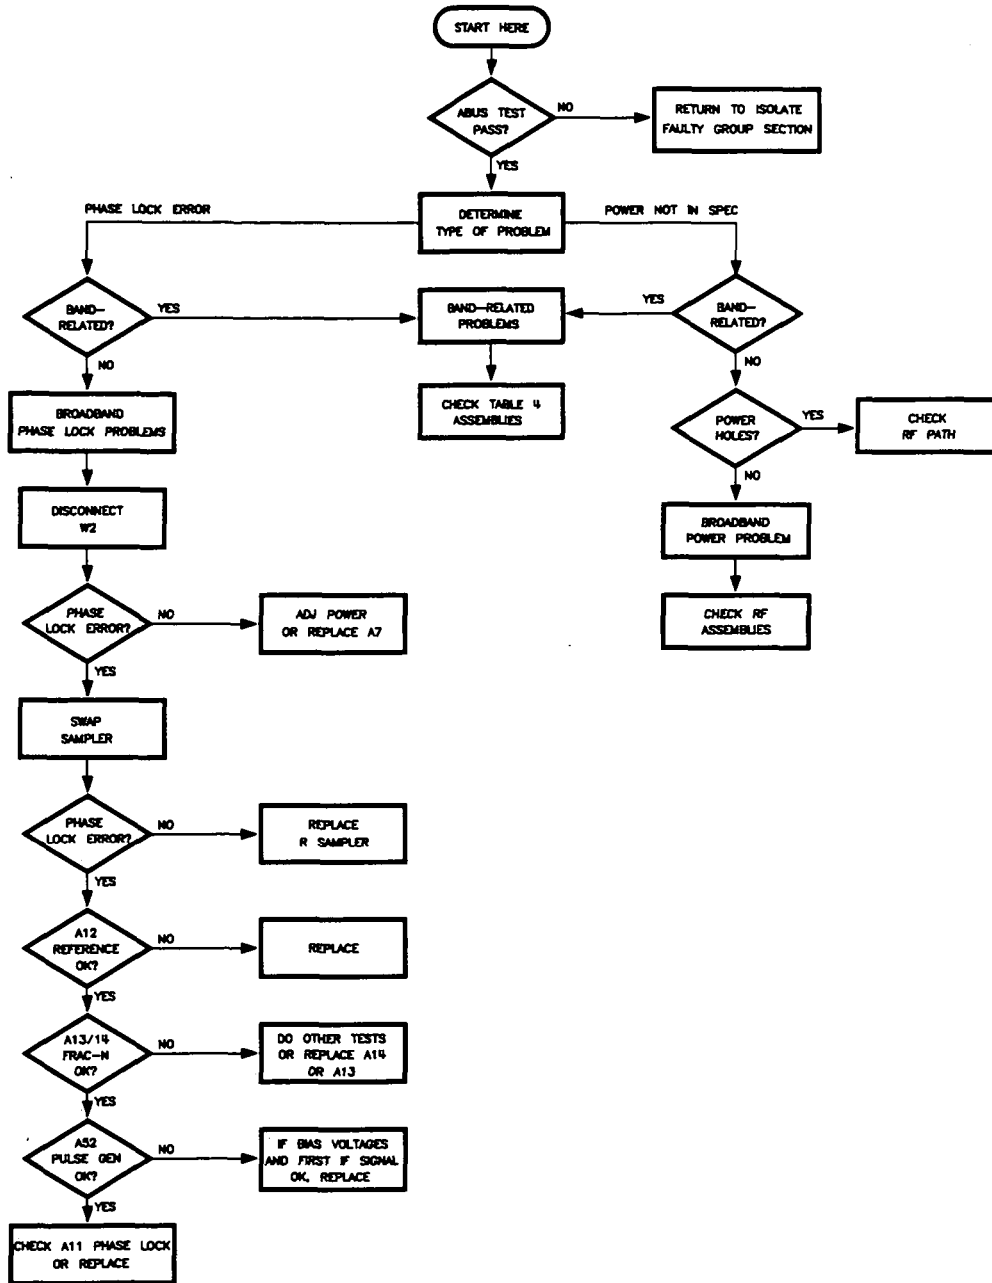 START HERE
ABUS TEST
PASS?
NO
RETURN TO ISOLATE
FAULTY GROUP SECTION
YES
PHASE LOCK ERROR
DETERMINE
TYPE OF PROBLEM
POWER NOT IN SPEC
BAND-
RELATED?
YES
BAND-RELATED
PROBLEMS
YES
BAND-
RELATED?
NO
NO
BROADBAND
PHASE LOCK PROBLEMS
CHECK TABLE 4
ASSEMBLIES
POWER
HOLES?
YES
CHECK
RF PATH
NO
DISCONNECT
W2
BROADBAND
POWER PROBLEM
PHASE
LOCK ERROR?
NO
ADJ POWER
OR REPLACE A7
CHECK RF
ASSEMBLIES
YES
SWAP
SAMPLER
PHASE
LOCK ERROR?
NO
REPLACE
R SAMPLER
YES
A12
REFERENCE
OK?
NO
REPLACE
YES
A13/14
FRAC-N
OK?
NO
DO OTHER TESTS
OR REPLACE A14
OR A13
YES
A52
PULSE GEN
OK?
NO
IF BIAS VOLTAGES
AND FIRST IF SIGNAL
OK, REPLACE
YES
CHECK A11 PHASE LOCK
OR REPLACE